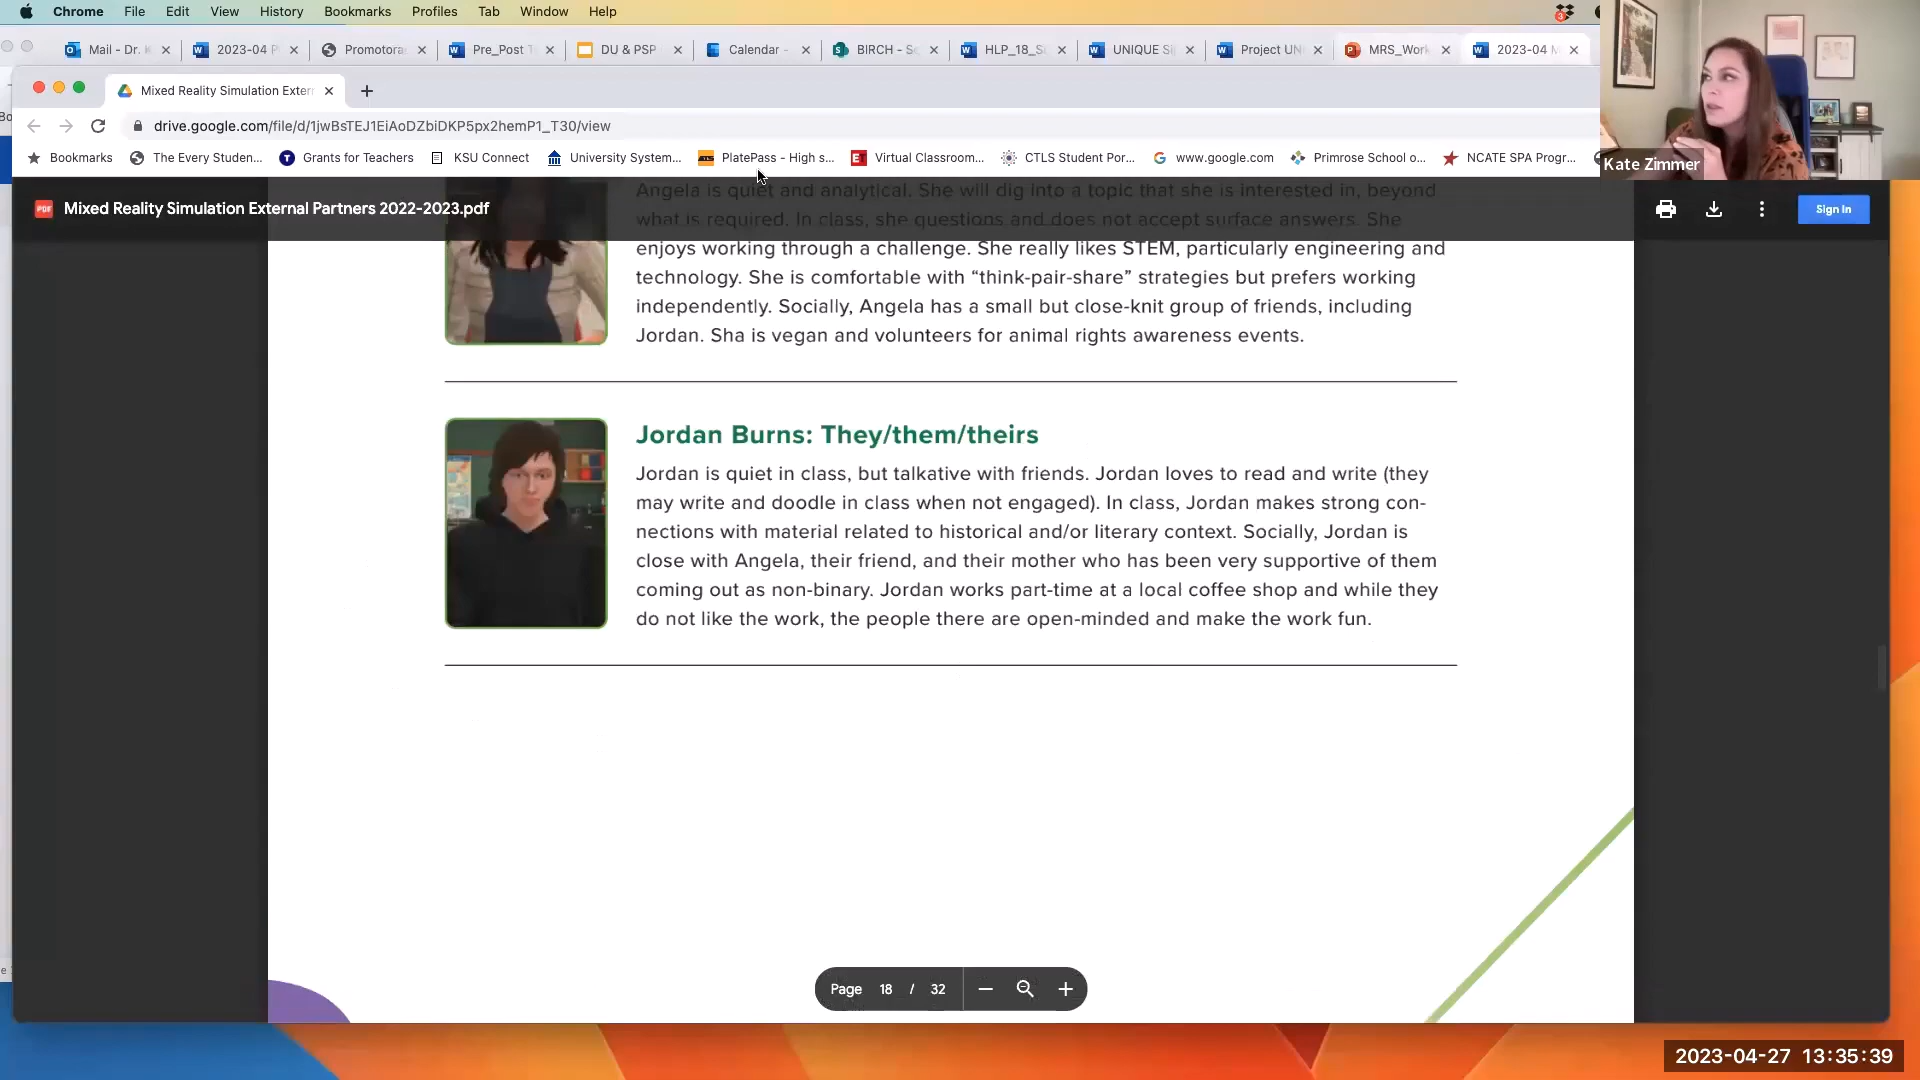 Chrome File Edit View History Bookmarks Profiles Tab Window Help
Mail - Dr. 2023-04 Promotora Pre_Post T DU & PSP Calendar - BIRCH - S HLP_18_S UNIQUE Si Project UN MRS_Work 2023-04 M
Mixed Reality Simulation Exter
drive.google.com/file/d/1jwBsTEJ1EiAoDZbiDKP5px2hemP1_T30/view
Bookmarks The Every Studen... Grants for Teachers KSU Connect University System... PlatePass - High s... Virtual Classroom... CTLS Student Por... www.google.com Primrose School o... NCATE SPA Progr...
Kate Zimmer
PDF Mixed Reality Simulation External Partners 2022-2023.pdf
Sign in
Angela is quiet and analytical. She will dig into a topic that she is interested in, beyond
what is required. In class, she questions and does not accept surface answers. She
enjoys working through a challenge. She really likes STEM, particularly engineering and
technology. She is comfortable with “think-pair-share” strategies but prefers working
independently. Socially, Angela has a small but close-knit group of friends, including
Jordan. Sha is vegan and volunteers for animal rights awareness events.
Jordan Burns: They/them/theirs
Jordan is quiet in class, but talkative with friends. Jordan loves to read and write (they
may write and doodle in class when not engaged). In class, Jordan makes strong con-
nections with material related to historical and/or literary context. Socially, Jordan is
close with Angela, their friend, and their mother who has been very supportive of them
coming out as non-binary. Jordan works part-time at a local coffee shop and while they
do not like the work, the people there are open-minded and make the work fun.
Page 18 / 32
2023-04-27 13:35:39